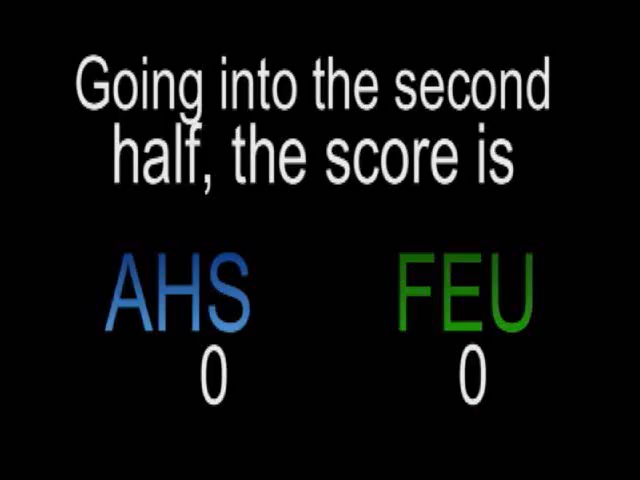 Going into the second
half, the score is
AHS FEU
0 0